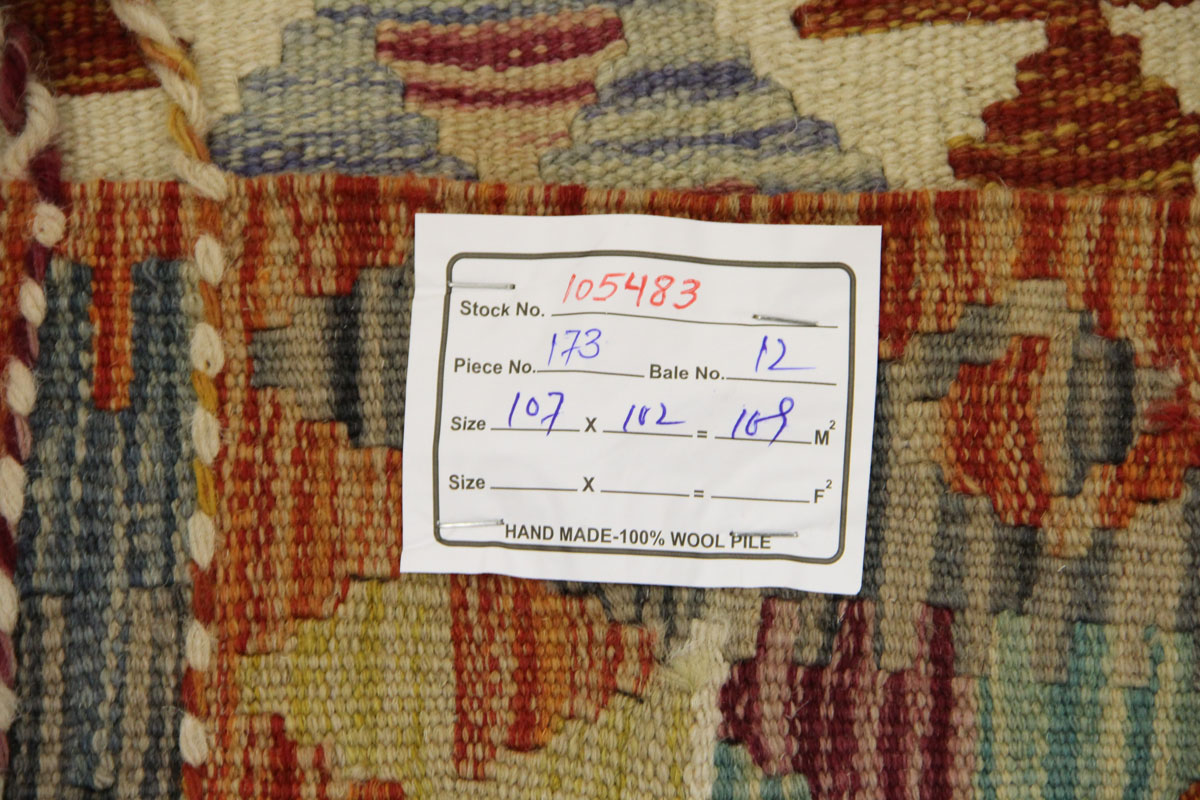 Stock No. 105483
Piece No. 173 Bale No. 12
Size 107 X 102 = 109 M²
Size X = F²
HAND MADE-100% WOOL PILE